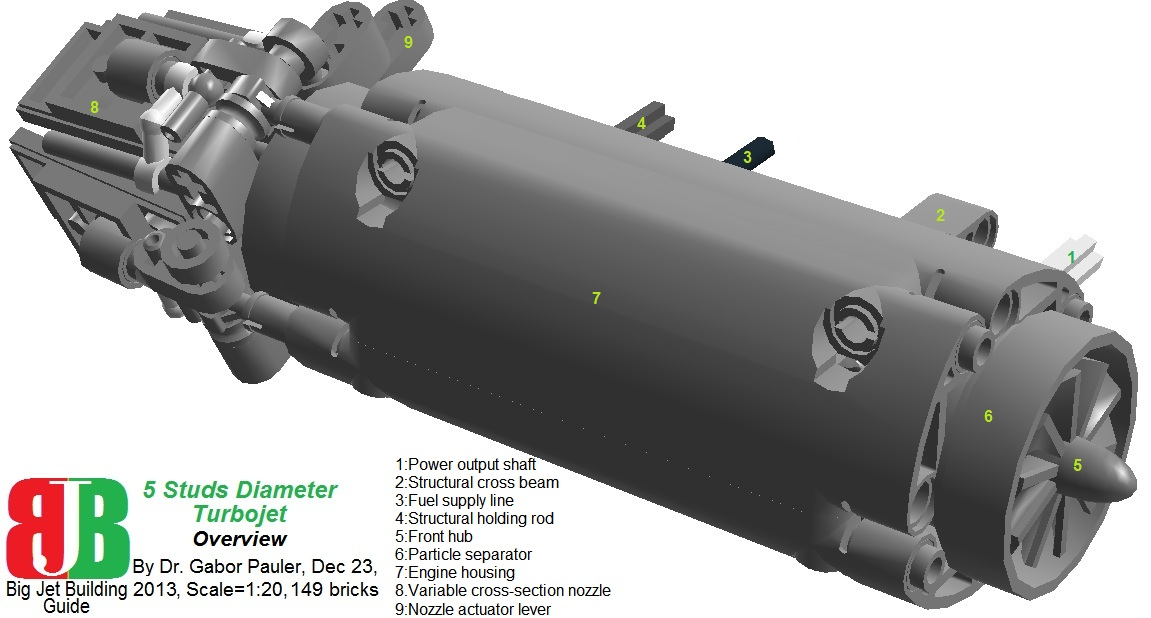 9
8
4
3
2
1
7
6
5
BJB
5 Studs Diameter
Turbojet
Overview
By Dr. Gabor Pauler, Dec 23,
Big Jet Building 2013, Scale=1:20,149 bricks
Guide
1:Power output shaft
2:Structural cross beam
3:Fuel supply line
4:Structural holding rod
5:Front hub
6:Particle separator
7:Engine housing
8.Variable cross-section nozzle
9:Nozzle actuator lever